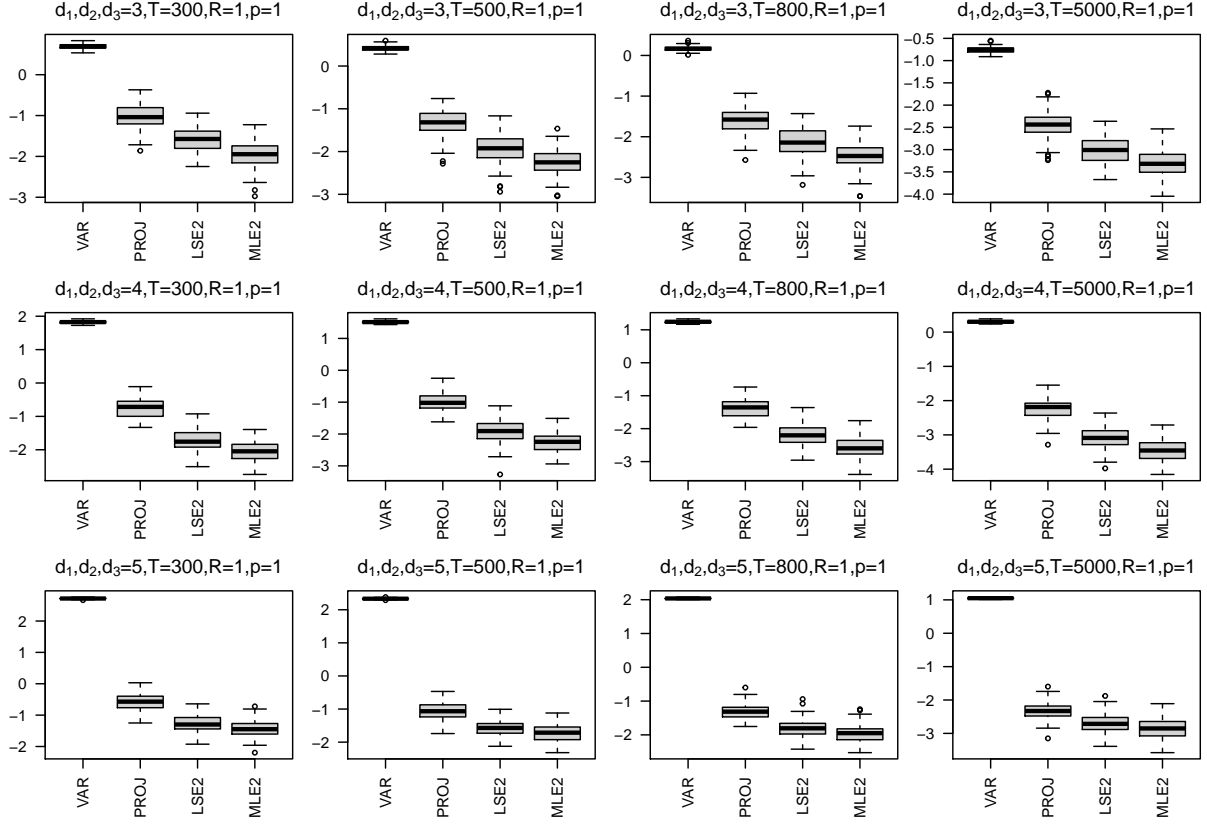 d₁,d₂,d₃=3,T=300,R=1,p=1
0
−1
−2
−3
VAR
PROJ
LSE2
MLE2
d₁,d₂,d₃=3,T=500,R=1,p=1
0
−1
−2
−3
VAR
PROJ
LSE2
MLE2
d₁,d₂,d₃=3,T=800,R=1,p=1
0
−1
−2
−3
VAR
PROJ
LSE2
MLE2
d₁,d₂,d₃=3,T=5000,R=1,p=1
−0.5
−1.0
−1.5
−2.0
−2.5
−3.0
−3.5
−4.0
VAR
PROJ
LSE2
MLE2
d₁,d₂,d₃=4,T=300,R=1,p=1
2
1
0
−1
−2
VAR
PROJ
LSE2
MLE2
d₁,d₂,d₃=4,T=500,R=1,p=1
1
0
−1
−2
−3
VAR
PROJ
LSE2
MLE2
d₁,d₂,d₃=4,T=800,R=1,p=1
1
0
−1
−2
−3
VAR
PROJ
LSE2
MLE2
d₁,d₂,d₃=4,T=5000,R=1,p=1
0
−1
−2
−3
−4
VAR
PROJ
LSE2
MLE2
d₁,d₂,d₃=5,T=300,R=1,p=1
2
1
0
−1
−2
VAR
PROJ
LSE2
MLE2
d₁,d₂,d₃=5,T=500,R=1,p=1
2
1
0
−1
−2
VAR
PROJ
LSE2
MLE2
d₁,d₂,d₃=5,T=800,R=1,p=1
2
1
0
−1
−2
VAR
PROJ
LSE2
MLE2
d₁,d₂,d₃=5,T=5000,R=1,p=1
1
0
−1
−2
−3
VAR
PROJ
LSE2
MLE2